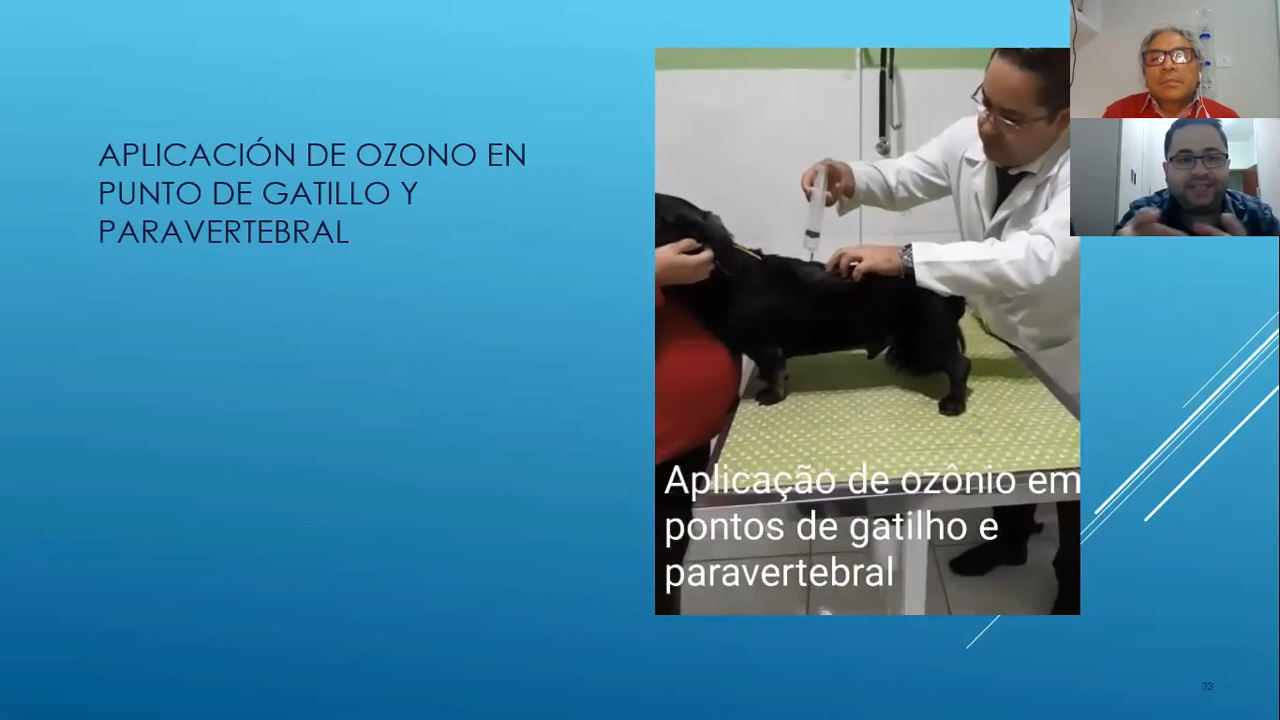 APLICACIÓN DE OZONO EN
PUNTO DE GATILLO Y
PARAVERTEBRAL
Aplicação de ozônio em
pontos de gatilho e
paravertebral
33